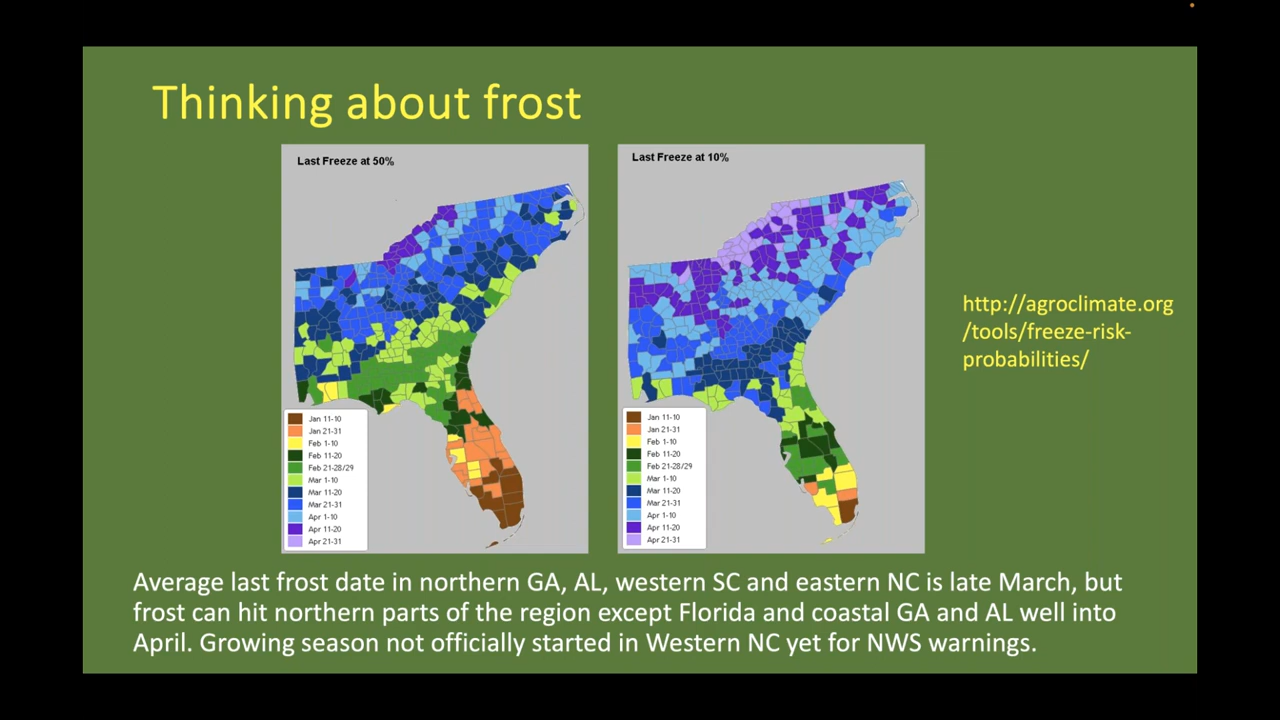 Thinking about frost
Last Freeze at 50%
Jan 11-10
Jan 21-31
Feb 1-10
Feb 11-20
Feb 21-28/29
Mar 1-10
Mar 11-20
Mar 21-31
Apr 1-10
Apr 11-20
Apr 21-31
Last Freeze at 10%
Jan 11-10
Jan 21-31
Feb 1-10
Feb 11-20
Feb 21-28/29
Mar 1-10
Mar 11-20
Mar 21-31
Apr 1-10
Apr 11-20
Apr 21-31
http://agroclimate.org
/tools/freeze-risk-
probabilities/
Average last frost date in northern GA, AL, western SC and eastern NC is late March, but
frost can hit northern parts of the region except Florida and coastal GA and AL well into
April. Growing season not officially started in Western NC yet for NWS warnings.